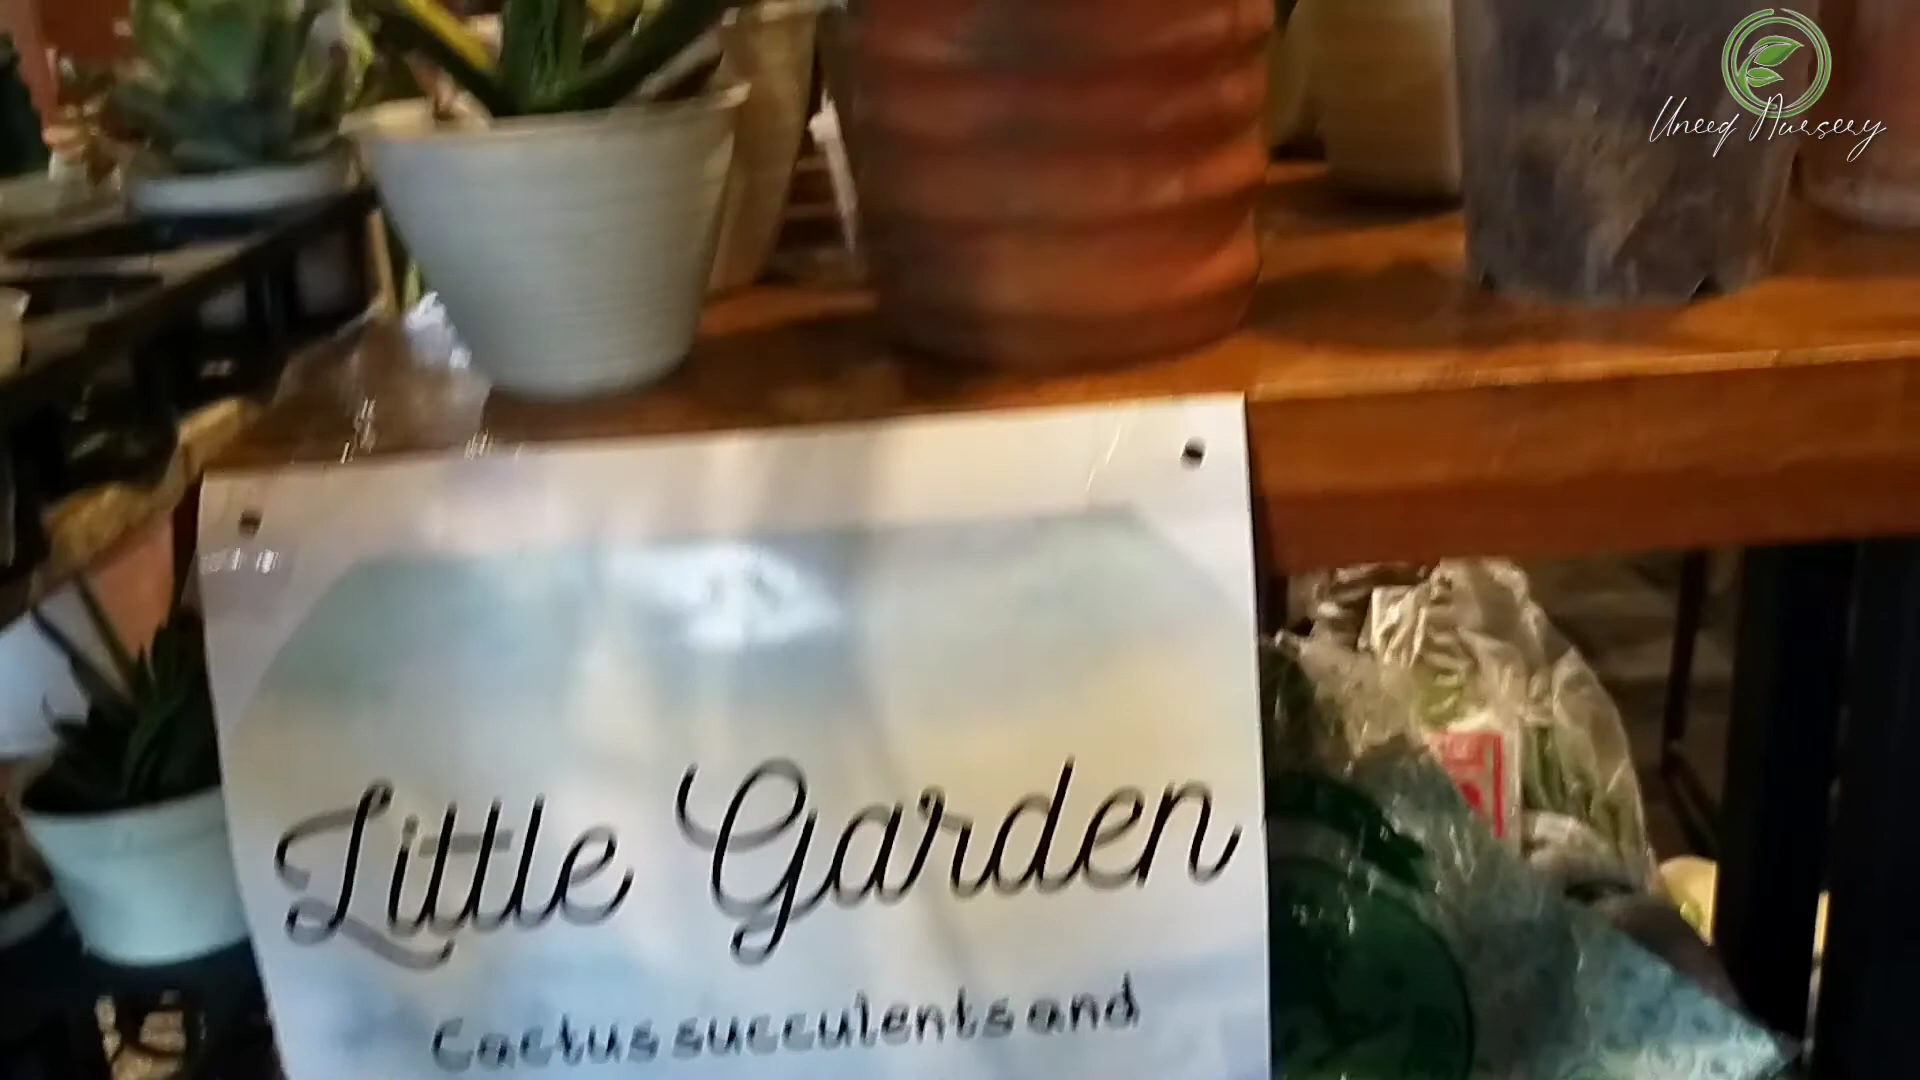 Uneeq Nursery
Little Garden
Cactus succulents and